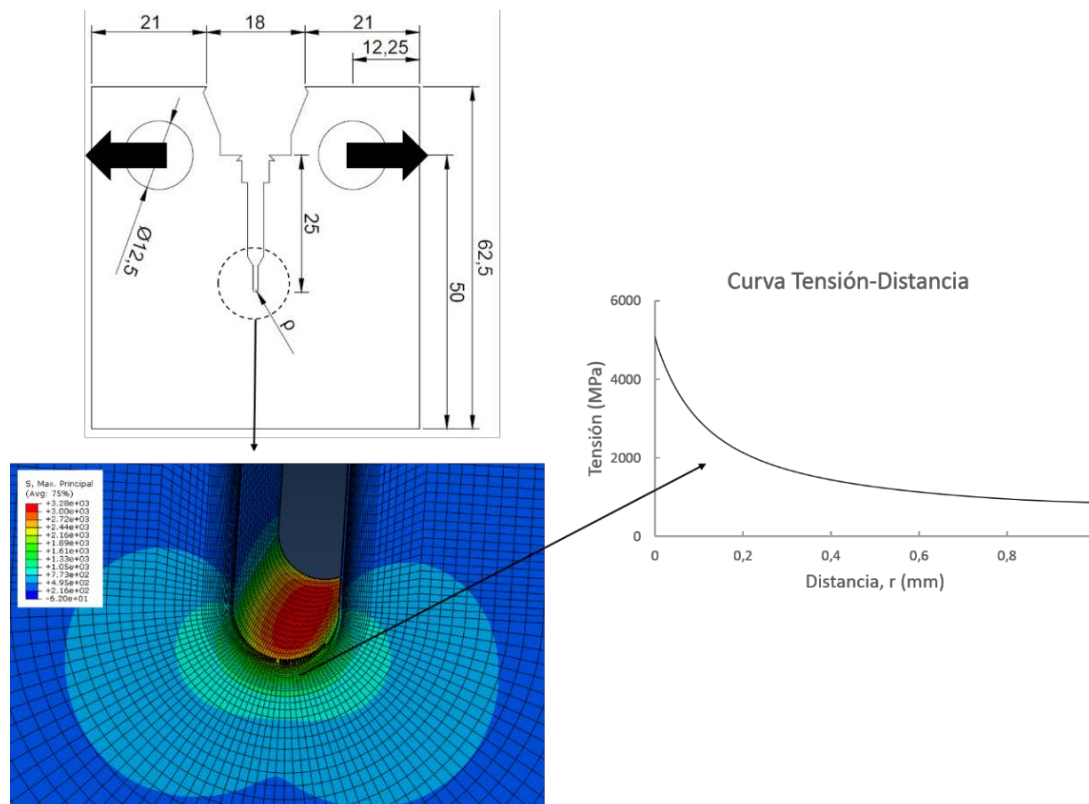 21
18
21
12,25
Ø12,5
25
50
62,5
ρ
S, Max. Principal
(Avg: 75%)
+3.28e+03
+3.00e+03
+2.72e+03
+2.44e+03
+2.16e+03
+1.89e+03
+1.61e+03
+1.33e+03
+1.05e+03
+7.73e+02
+4.95e+02
+2.16e+02
-6.20e+01
Curva Tensión-Distancia
Tensión (MPa)
6000
4000
2000
0
0
0,2
0,4
0,6
0,8
Distancia, r (mm)